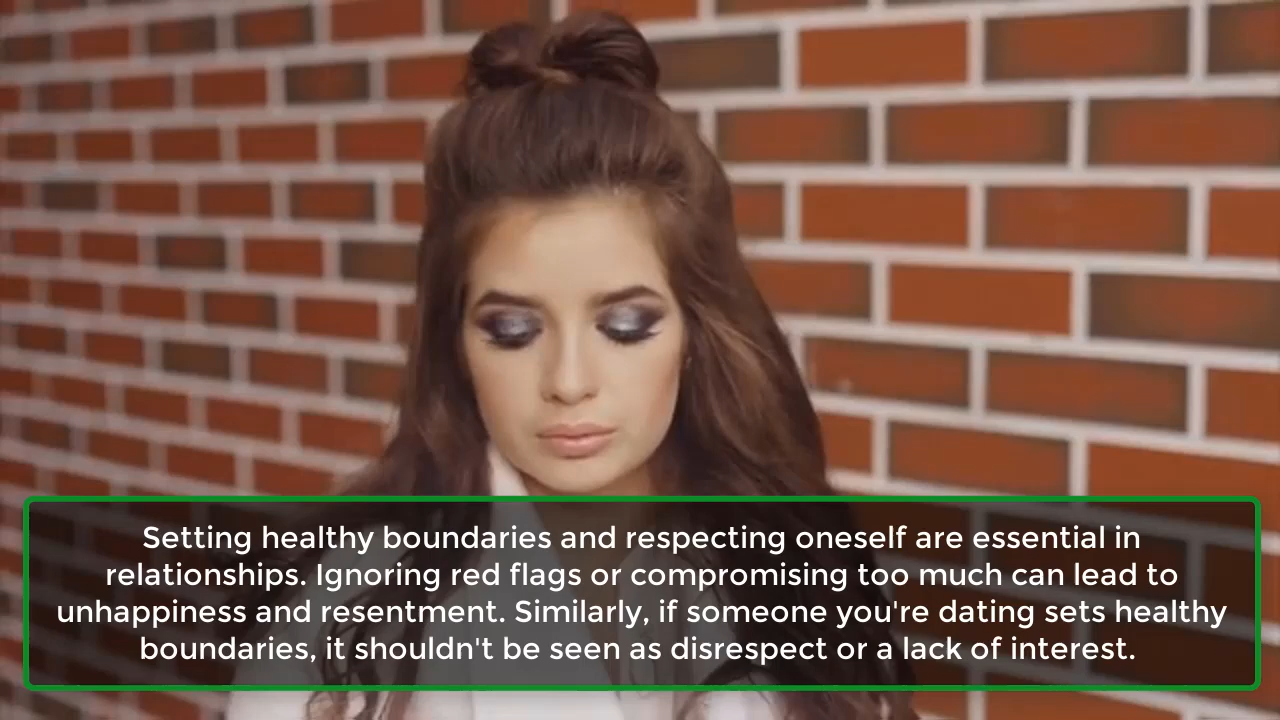 Setting healthy boundaries and respecting oneself are essential in
relationships. Ignoring red flags or compromising too much can lead to
unhappiness and resentment. Similarly, if someone you're dating sets healthy
boundaries, it shouldn't be seen as disrespect or a lack of interest.